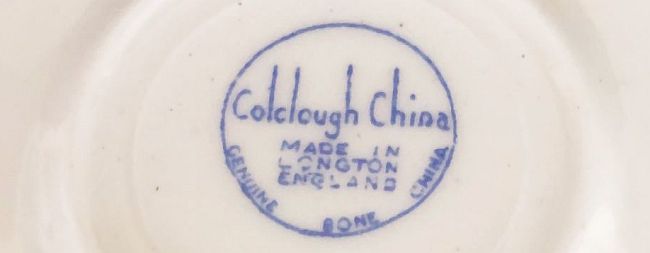 Colclough China
MADE IN
LONGTON
ENGLAND
GENUINE BONE CHINA